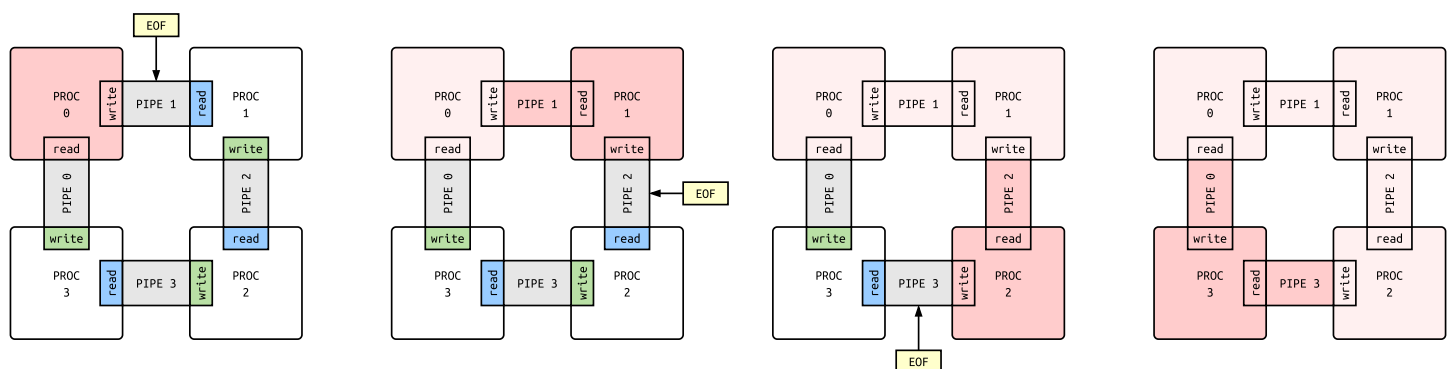 EOF
PROC
0
write
PIPE 1
read
PROC
1
read
PIPE 0
write
write
PIPE 2
read
PROC
3
read
PIPE 3
write
PROC
2
PROC
0
write
PIPE 1
read
PROC
1
read
PIPE 0
write
write
PIPE 2
read
EOF
PROC
3
read
PIPE 3
write
PROC
2
PROC
0
write
PIPE 1
read
PROC
1
read
PIPE 0
write
write
PIPE 2
read
PROC
3
read
PIPE 3
write
PROC
2
EOF
PROC
0
write
PIPE 1
read
PROC
1
read
PIPE 0
write
write
PIPE 2
read
PROC
3
read
PIPE 3
write
PROC
2